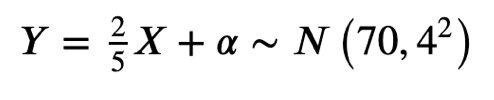 Y = 2/5 X + α ~ N (70, 4²)